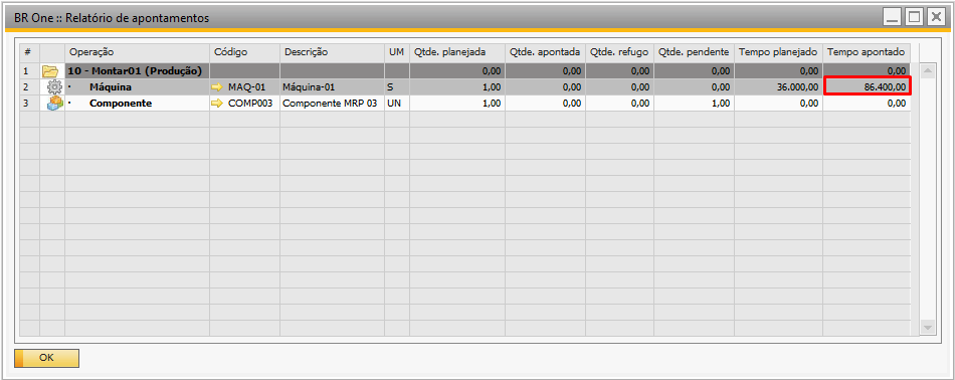 BR One :: Relatório de apontamentos
# Operação Código Descrição UM Qtde. planejada Qtde. apontada Qtde. refugo Qtde. pendente Tempo planejado Tempo apontado
1 10 - Montar01 (Produção) 0,00 0,00 0,00 0,00 0,00 0,00
2 · Máquina MAQ-01 Máquina-01 S 1,00 0,00 0,00 0,00 36.000,00 86.400,00
3 · Componente COMP003 Componente MRP 03 UN 1,00 0,00 0,00 1,00 0,00 0,00
OK